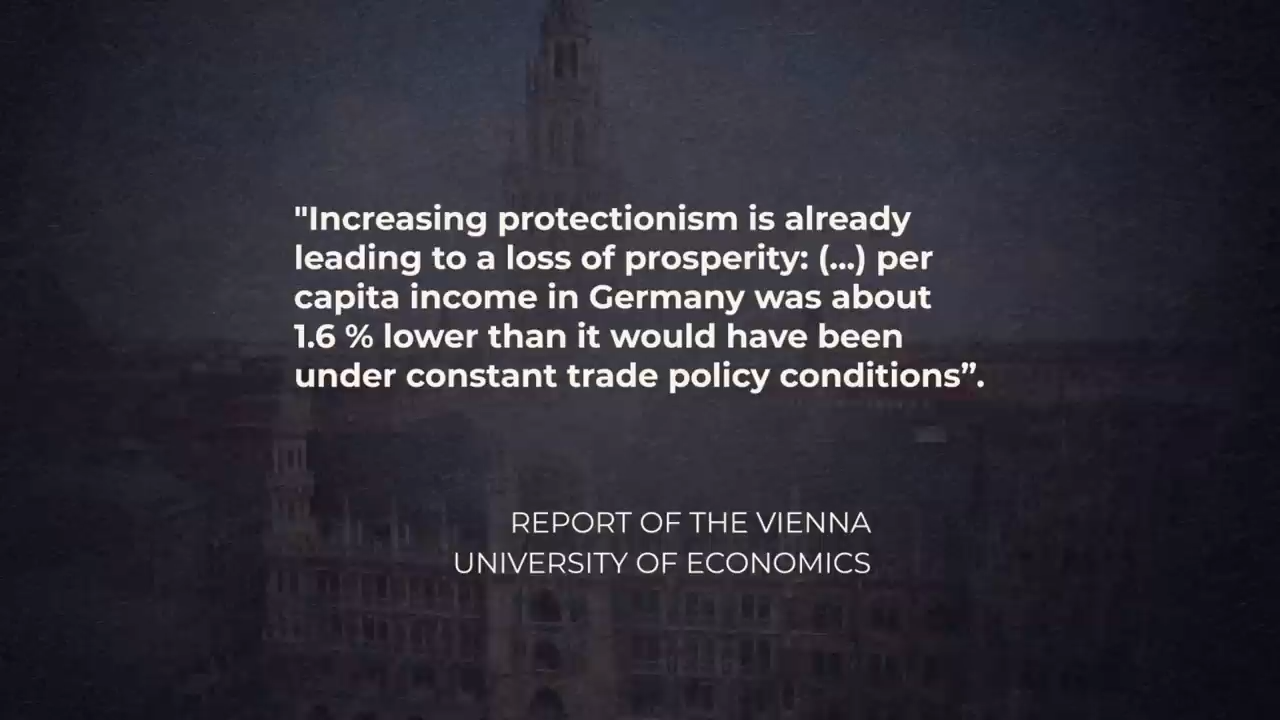 "Increasing protectionism is already
leading to a loss of prosperity: (...) per
capita income in Germany was about
1.6 % lower than it would have been
under constant trade policy conditions”.
REPORT OF THE VIENNA
UNIVERSITY OF ECONOMICS